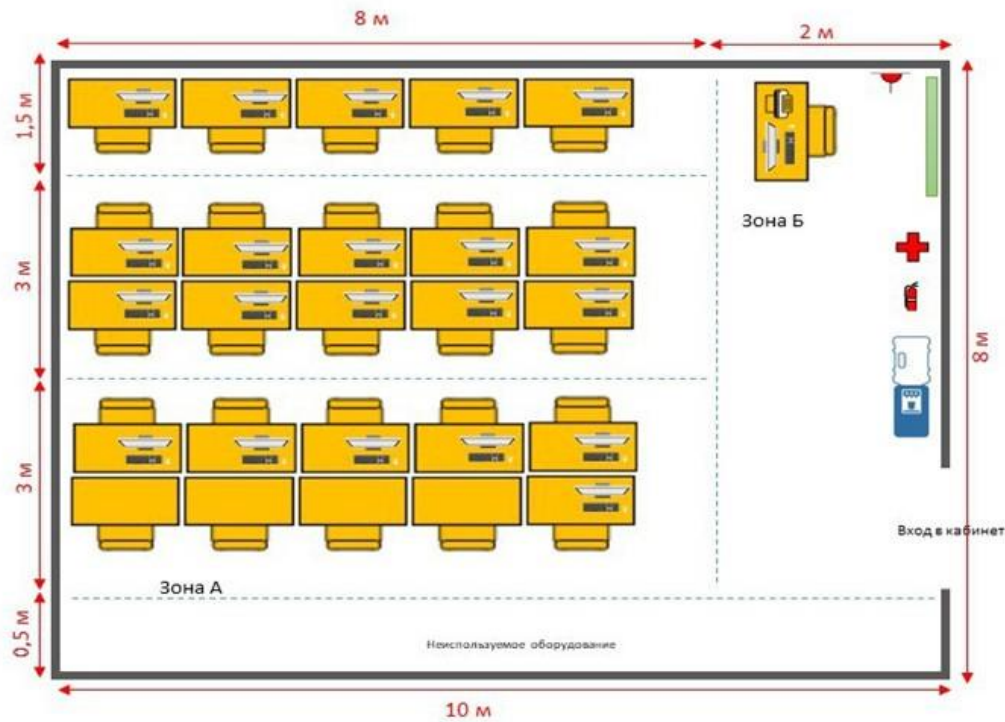 8 м
2 м
1,5 м
Зона Б
3 м
8 м
3 м
Вход в кабинет
Зона А
0,5 м
Неиспользуемое оборудование
10 м